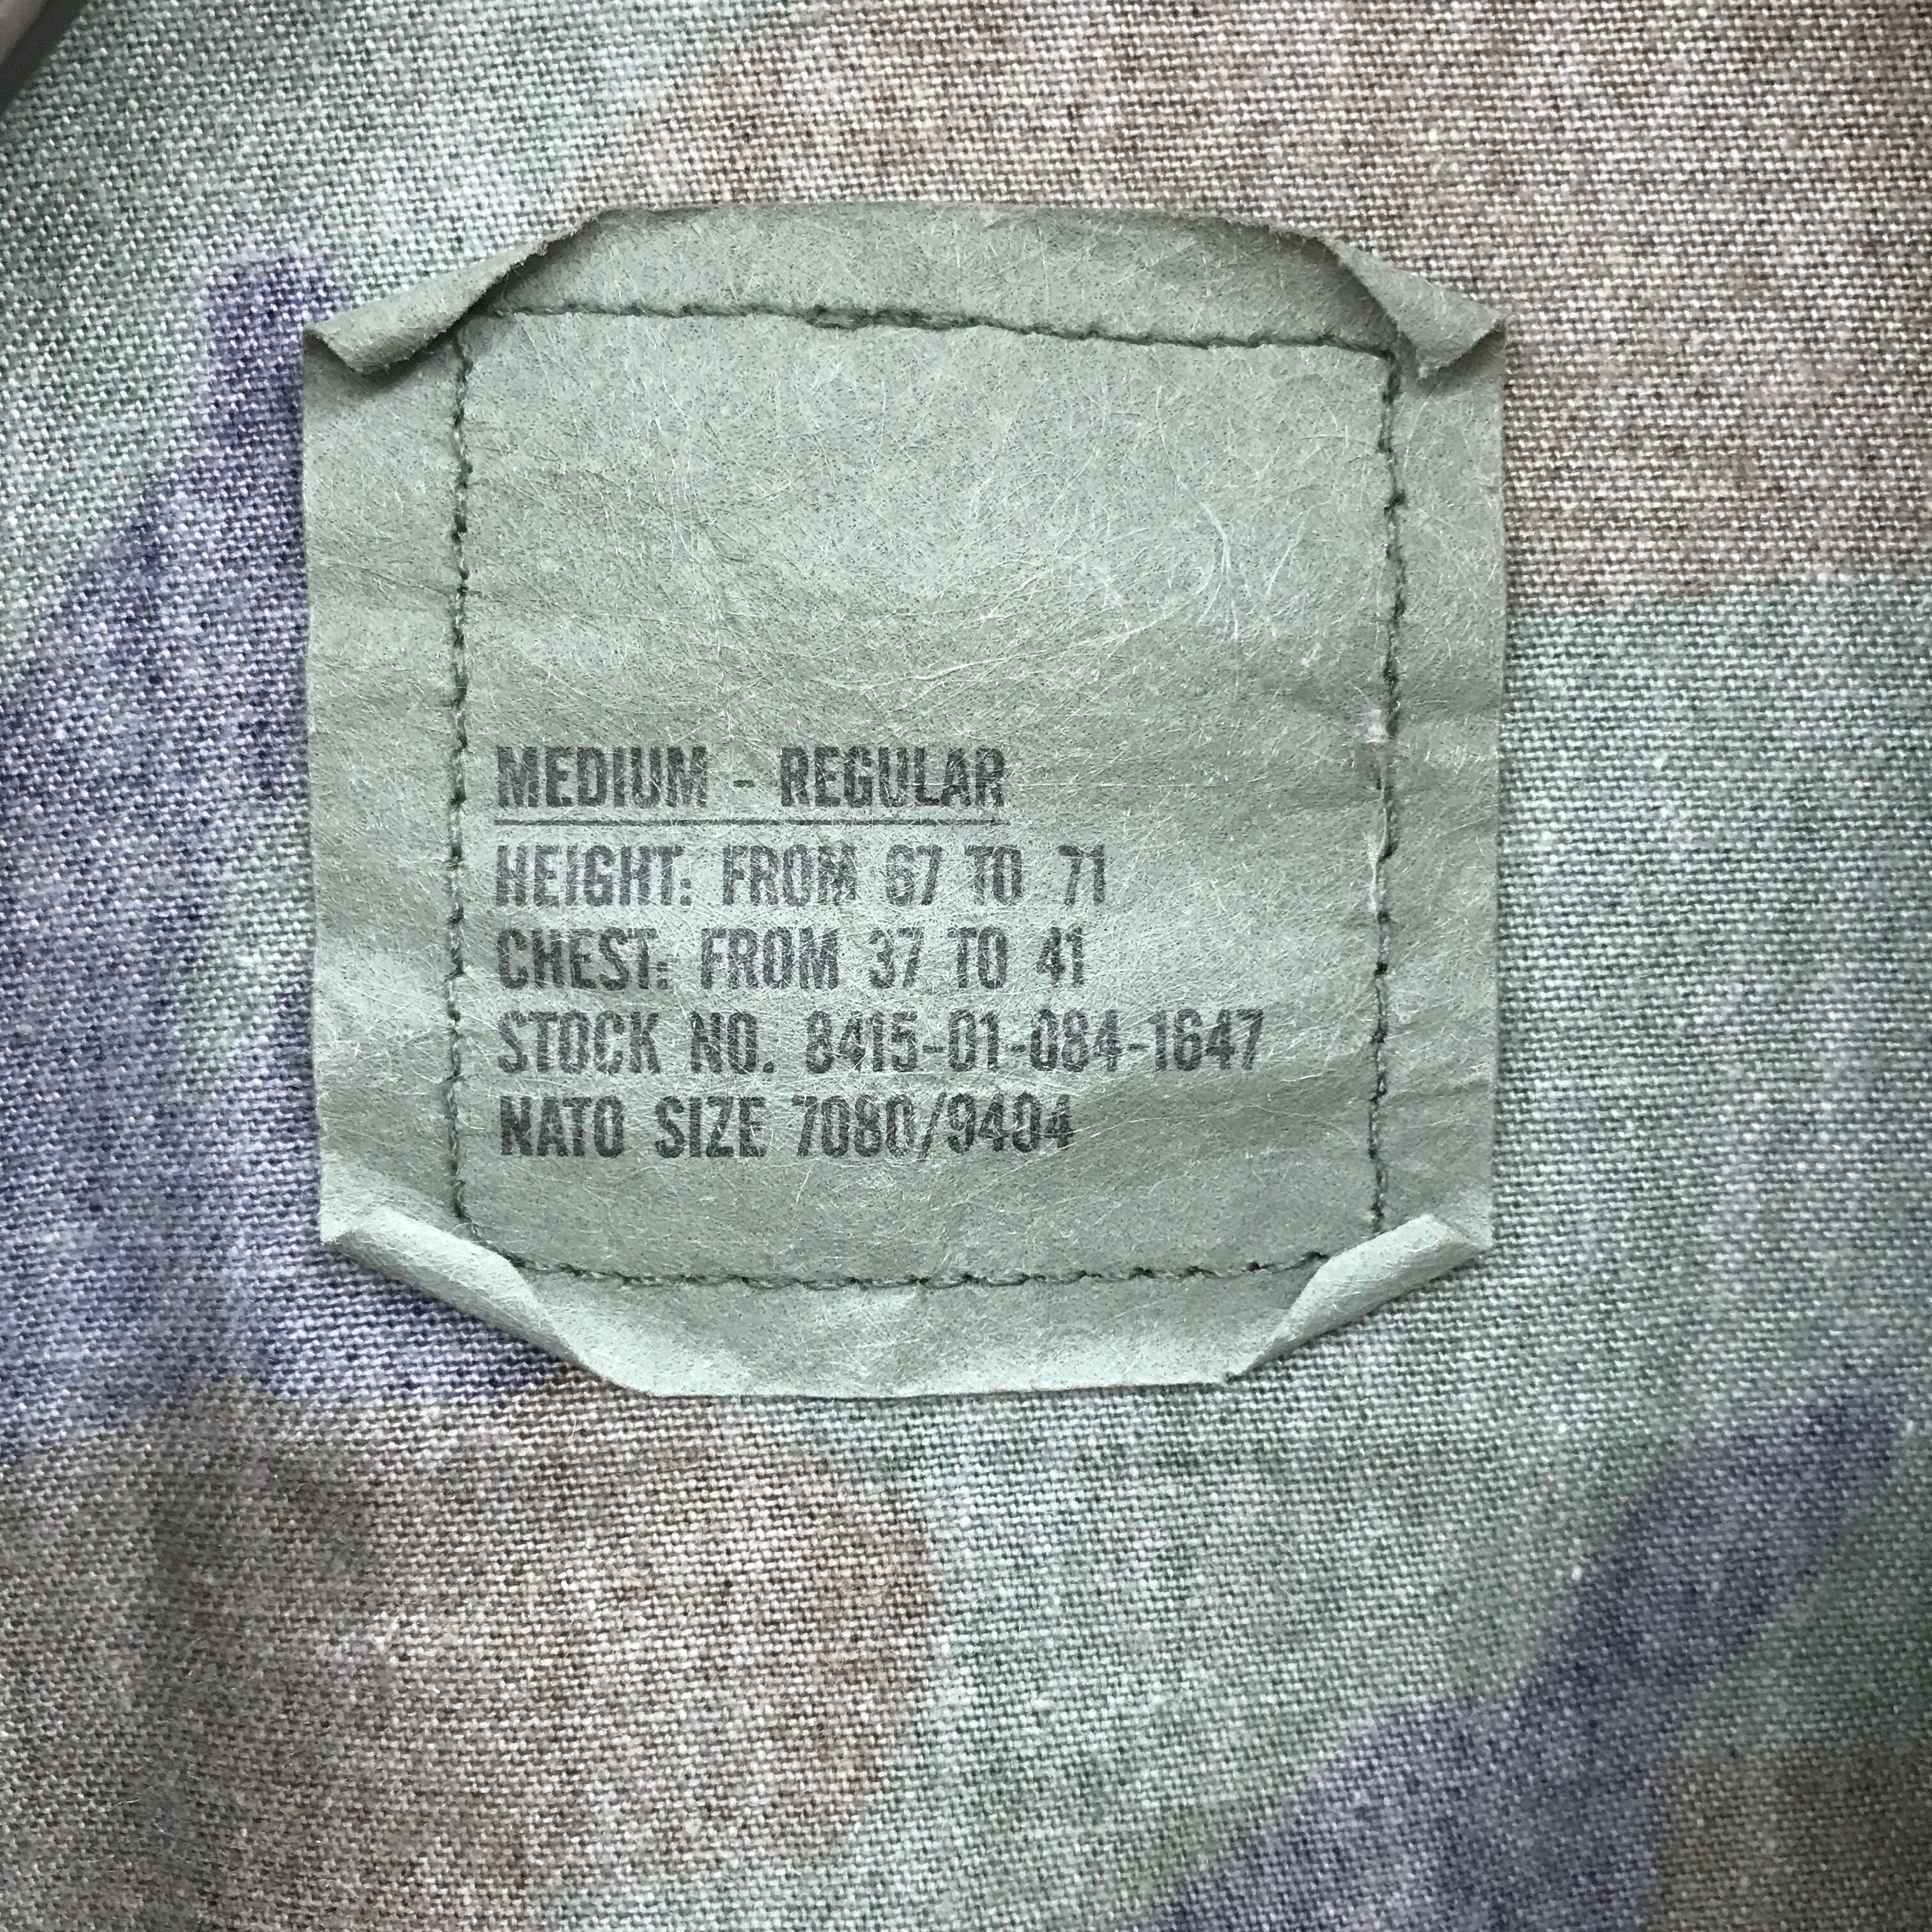 MEDIUM - REGULAR
HEIGHT: FROM 67 TO 71
CHEST: FROM 37 TO 41
STOCK NO. 8415-01-084-1647
NATO SIZE 7080/9404